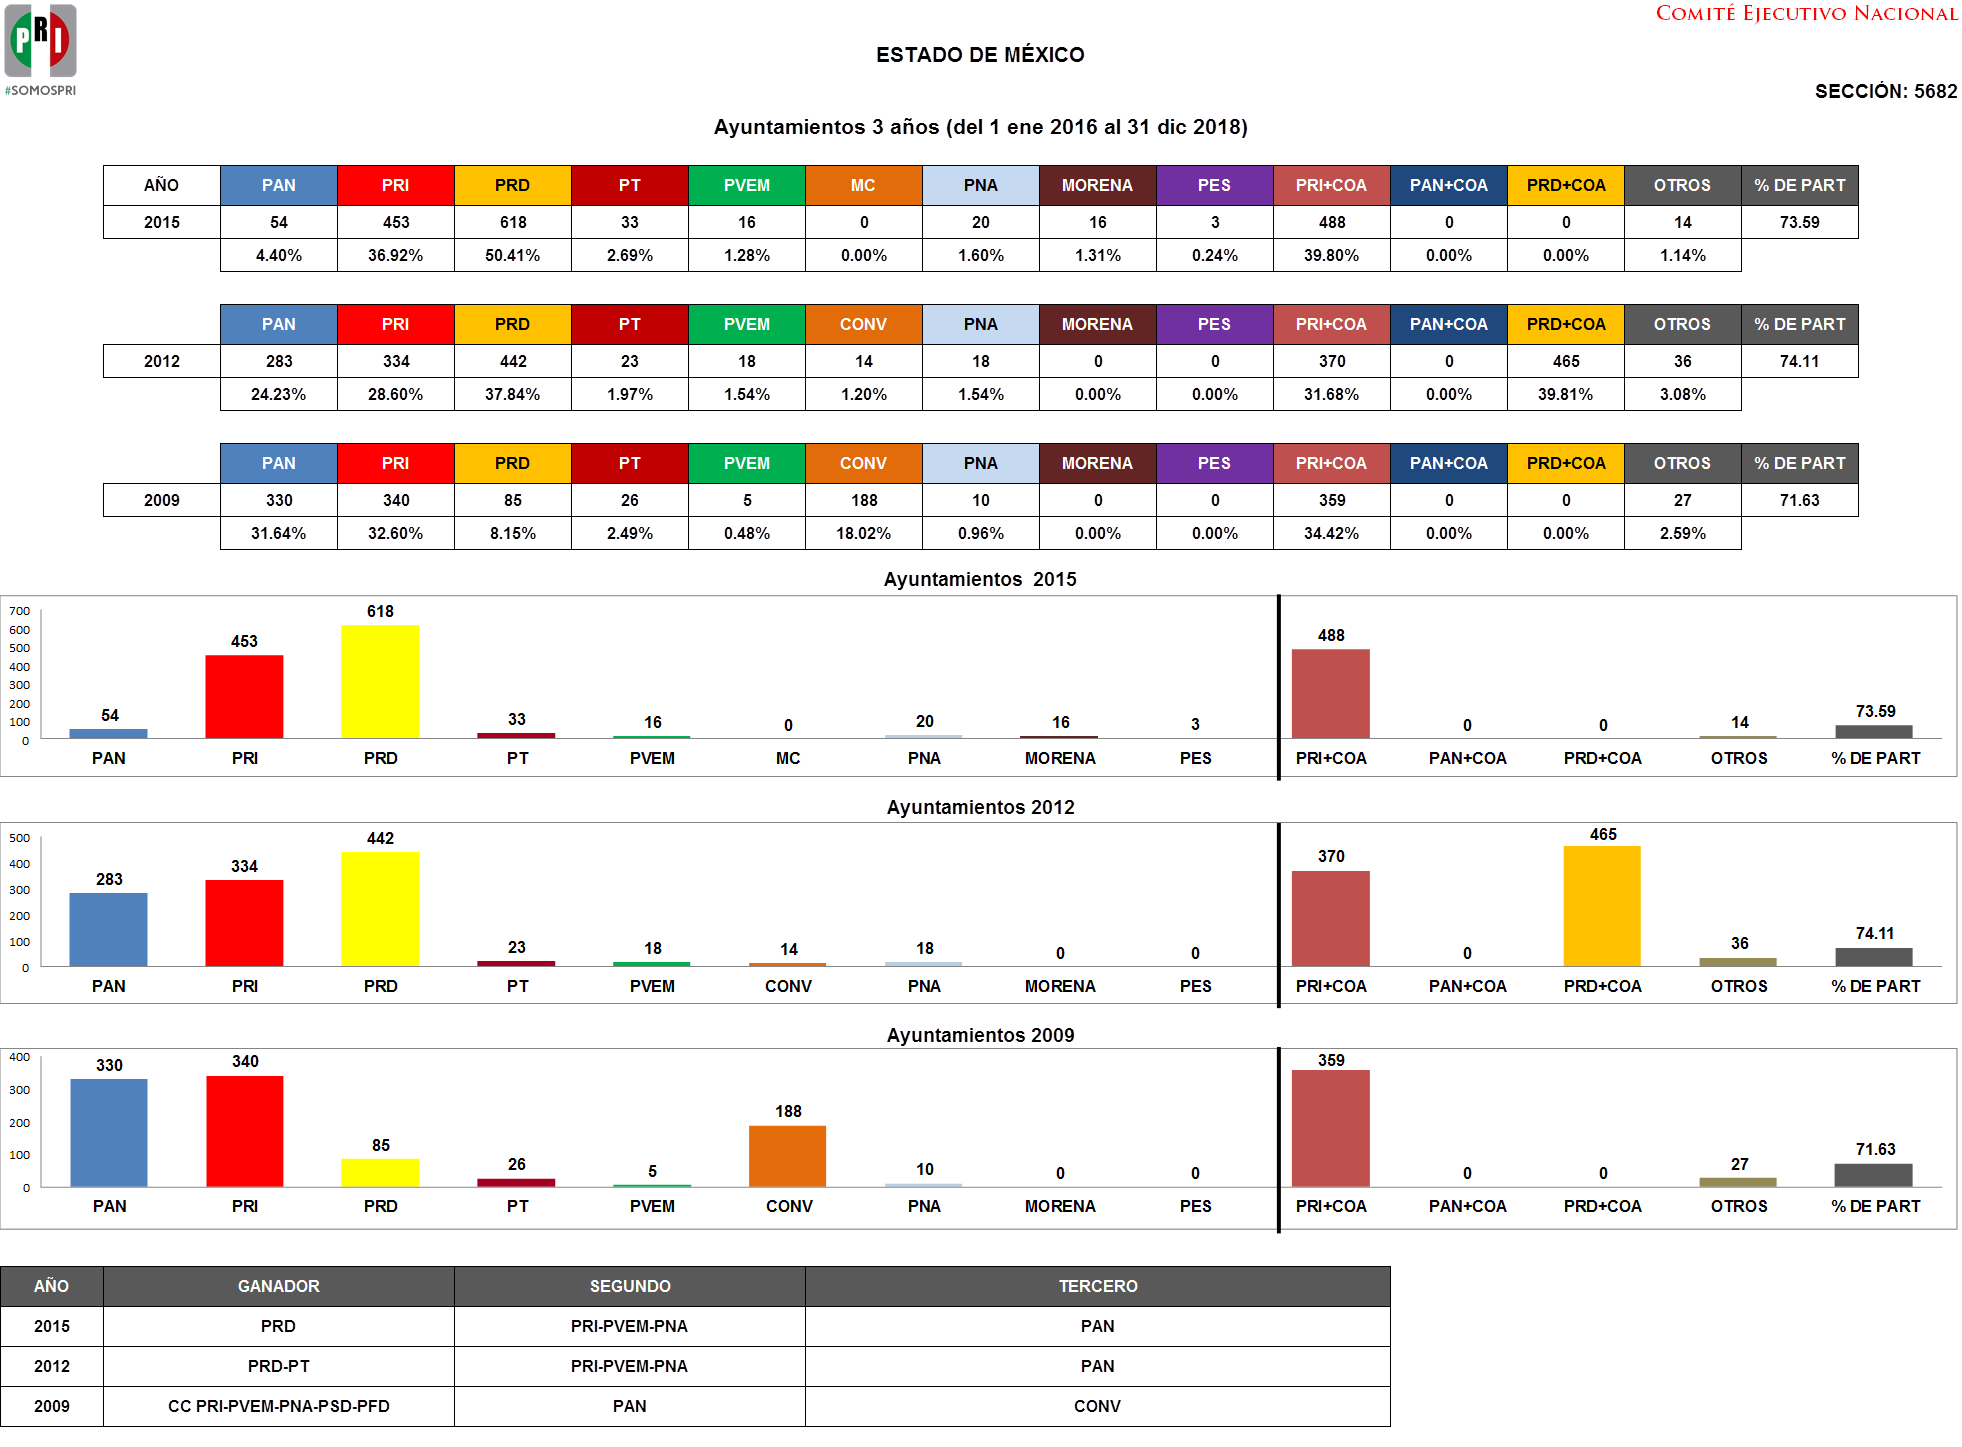 PRI
#SOMOSPRI
COMITÉ EJECUTIVO NACIONAL
ESTADO DE MÉXICO
SECCIÓN: 5682
Ayuntamientos 3 años (del 1 ene 2016 al 31 dic 2018)
AÑO PAN PRI PRD PT PVEM MC PNA MORENA PES PRI+COA PAN+COA PRD+COA OTROS % DE PART
2015 54 453 618 33 16 0 20 16 3 488 0 0 14 73.59
4.40% 36.92% 50.41% 2.69% 1.28% 0.00% 1.60% 1.31% 0.24% 39.80% 0.00% 0.00% 1.14%
PAN PRI PRD PT PVEM CONV PNA MORENA PES PRI+COA PAN+COA PRD+COA OTROS % DE PART
2012 283 334 442 23 18 14 18 0 0 370 0 465 36 74.11
24.23% 28.60% 37.84% 1.97% 1.54% 1.20% 1.54% 0.00% 0.00% 31.68% 0.00% 39.81% 3.08%
PAN PRI PRD PT PVEM CONV PNA MORENA PES PRI+COA PAN+COA PRD+COA OTROS % DE PART
2009 330 340 85 26 5 188 10 0 0 359 0 0 27 71.63
31.64% 32.60% 8.15% 2.49% 0.48% 18.02% 0.96% 0.00% 0.00% 34.42% 0.00% 0.00% 2.59%
Ayuntamientos  2015
700
600
500
400
300
200
100
0
54 453 618 33 16 0 20 16 3 488 0 0 14 73.59
PAN PRI PRD PT PVEM MC PNA MORENA PES PRI+COA PAN+COA PRD+COA OTROS % DE PART
Ayuntamientos 2012
500
400
300
200
100
0
283 334 442 23 18 14 18 0 0 370 0 465 36 74.11
PAN PRI PRD PT PVEM CONV PNA MORENA PES PRI+COA PAN+COA PRD+COA OTROS % DE PART
Ayuntamientos 2009
400
300
200
100
0
330 340 85 26 5 188 10 0 0 359 0 0 27 71.63
PAN PRI PRD PT PVEM CONV PNA MORENA PES PRI+COA PAN+COA PRD+COA OTROS % DE PART
AÑO GANADOR SEGUNDO TERCERO
2015 PRD PRI-PVEM-PNA PAN
2012 PRD-PT PRI-PVEM-PNA PAN
2009 CC PRI-PVEM-PNA-PSD-PFD PAN CONV